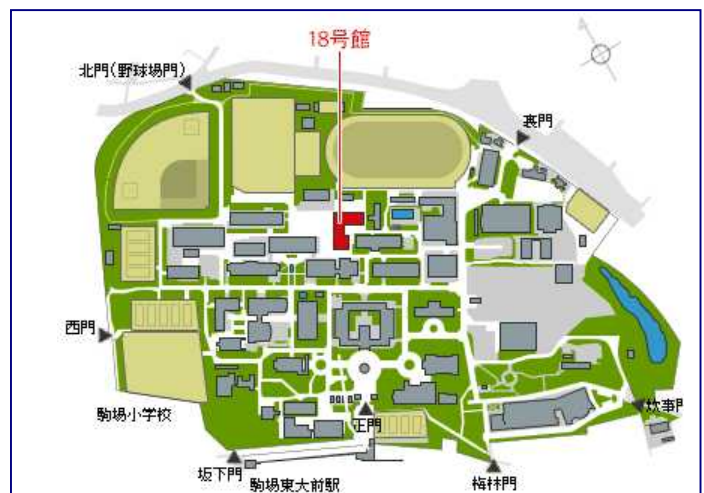 18号館
北門(野球場門)
裏門
西門
駒場小学校
炊事門
正門
坂下門
駒場東大前駅
梅林門